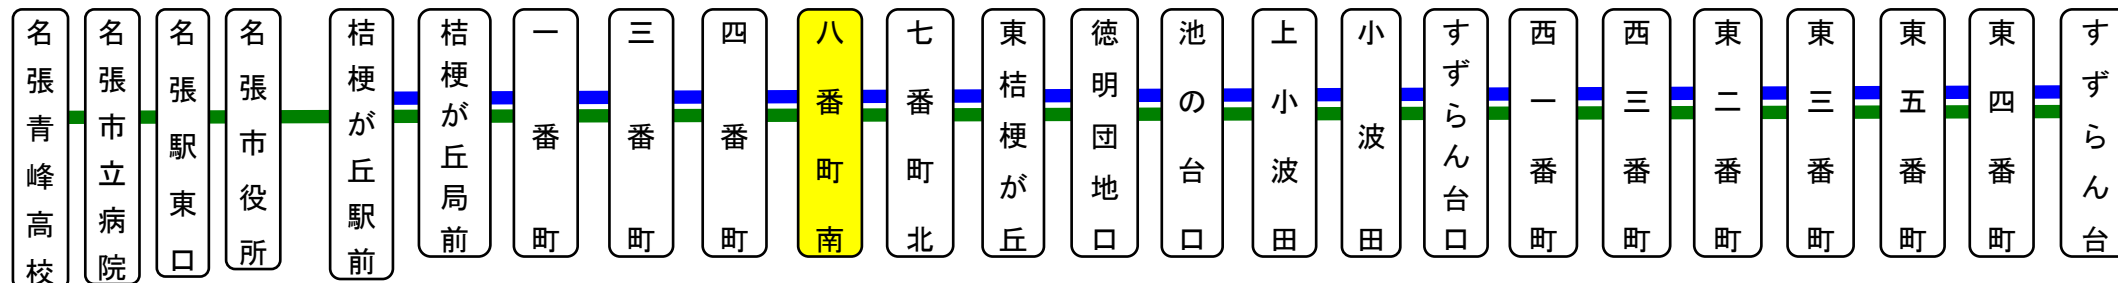 名張青峰高校
名張市立病院
名張駅東口
名張市役所
桔梗が丘駅前
桔梗が丘局前
一番町
三番町
四番町
八番町南
七番町北
東桔梗が丘
徳明団地口
池の台口
上小波田
小波田
すずらん台口
西一番町
西三番町
東二番町
東三番町
東五番町
東四番町
すずらん台